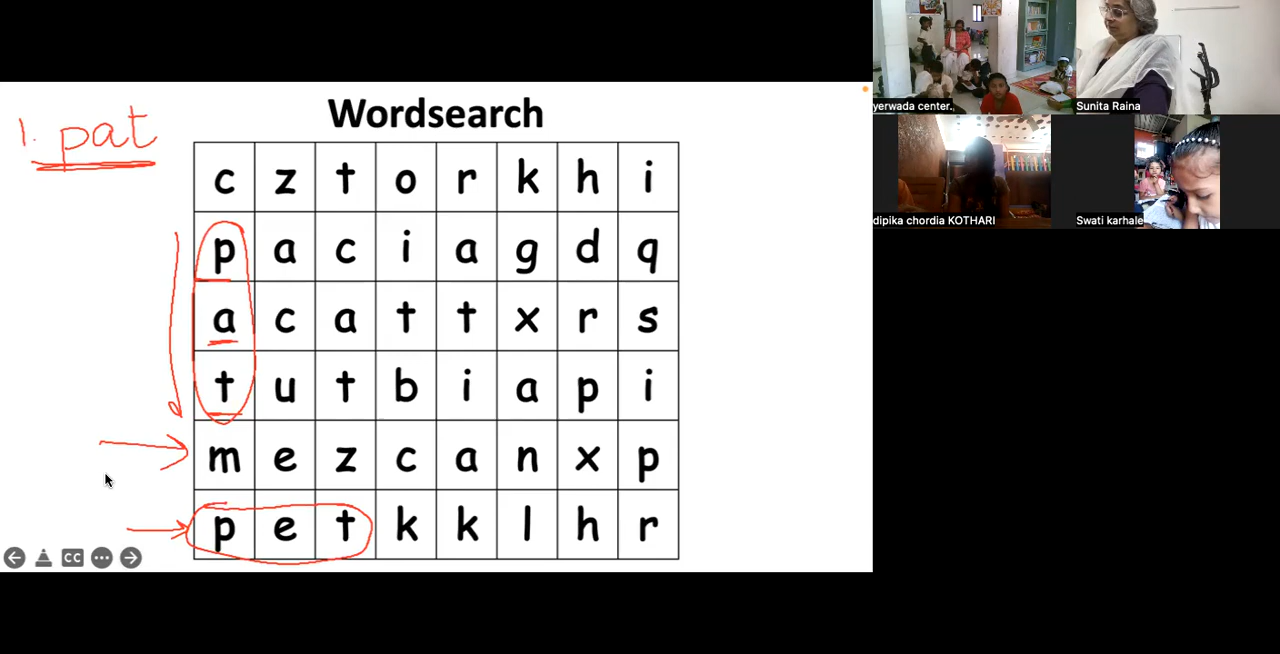 Wordsearch
1. pat
c z t o r k h i
p a c i a g d q
a c a t t x r s
t u t b i a p i
m e z c a n x p
p e t k k l h r
CC
yerwada center.,
Sunita Raina
dipika chordia KOTHARI
Swati karhale